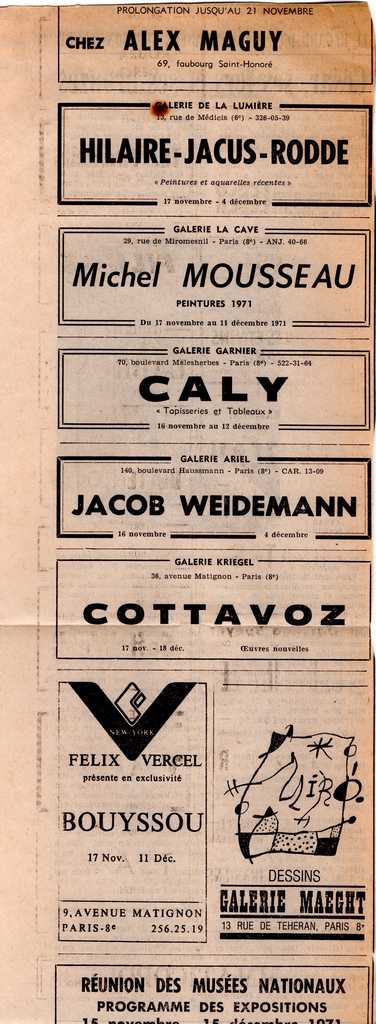 PROLONGATION JUSQU'AU 21 NOVEMBRE
CHEZ ALEX MAGUY
69, faubourg Saint-Honoré
GALERIE DE LA LUMIÈRE
13, rue de Médicis (6e) - 326-05-39
HILAIRE-JACUS-RODDE
« Peintures et aquarelles récentes »
17 novembre - 4 décembre
GALERIE LA CAVE
29, rue de Miromesnil - Paris (8e) - ANJ. 40-66
Michel MOUSSEAU
PEINTURES 1971
Du 17 novembre au 11 décembre 1971
GALERIE GARNIER
70, boulevard Malesherbes - Paris (8e) - 522-31-64
CALY
« Tapisseries et Tableaux »
16 novembre au 12 décembre
GALERIE ARIEL
140, boulevard Haussmann - Paris (8e) - CAR. 13-09
JACOB WEIDEMANN
16 novembre 4 décembre
GALERIE KRIEGEL
36, avenue Matignon - Paris (8e)
COTTAVOZ
17 nov. - 18 déc. Œuvres nouvelles
NEW-YORK
FELIX VERCEL
présente en exclusivité
BOUYSSOU
17 Nov. 11 Déc.
9, AVENUE MATIGNON
PARIS-8e 256.25.19
MIRÓ.
DESSINS
GALERIE MAEGHT
13 RUE DE TEHERAN, PARIS 8e
RÉUNION DES MUSÉES NATIONAUX
PROGRAMME DES EXPOSITIONS
15 novembre - 15 décembre 1971